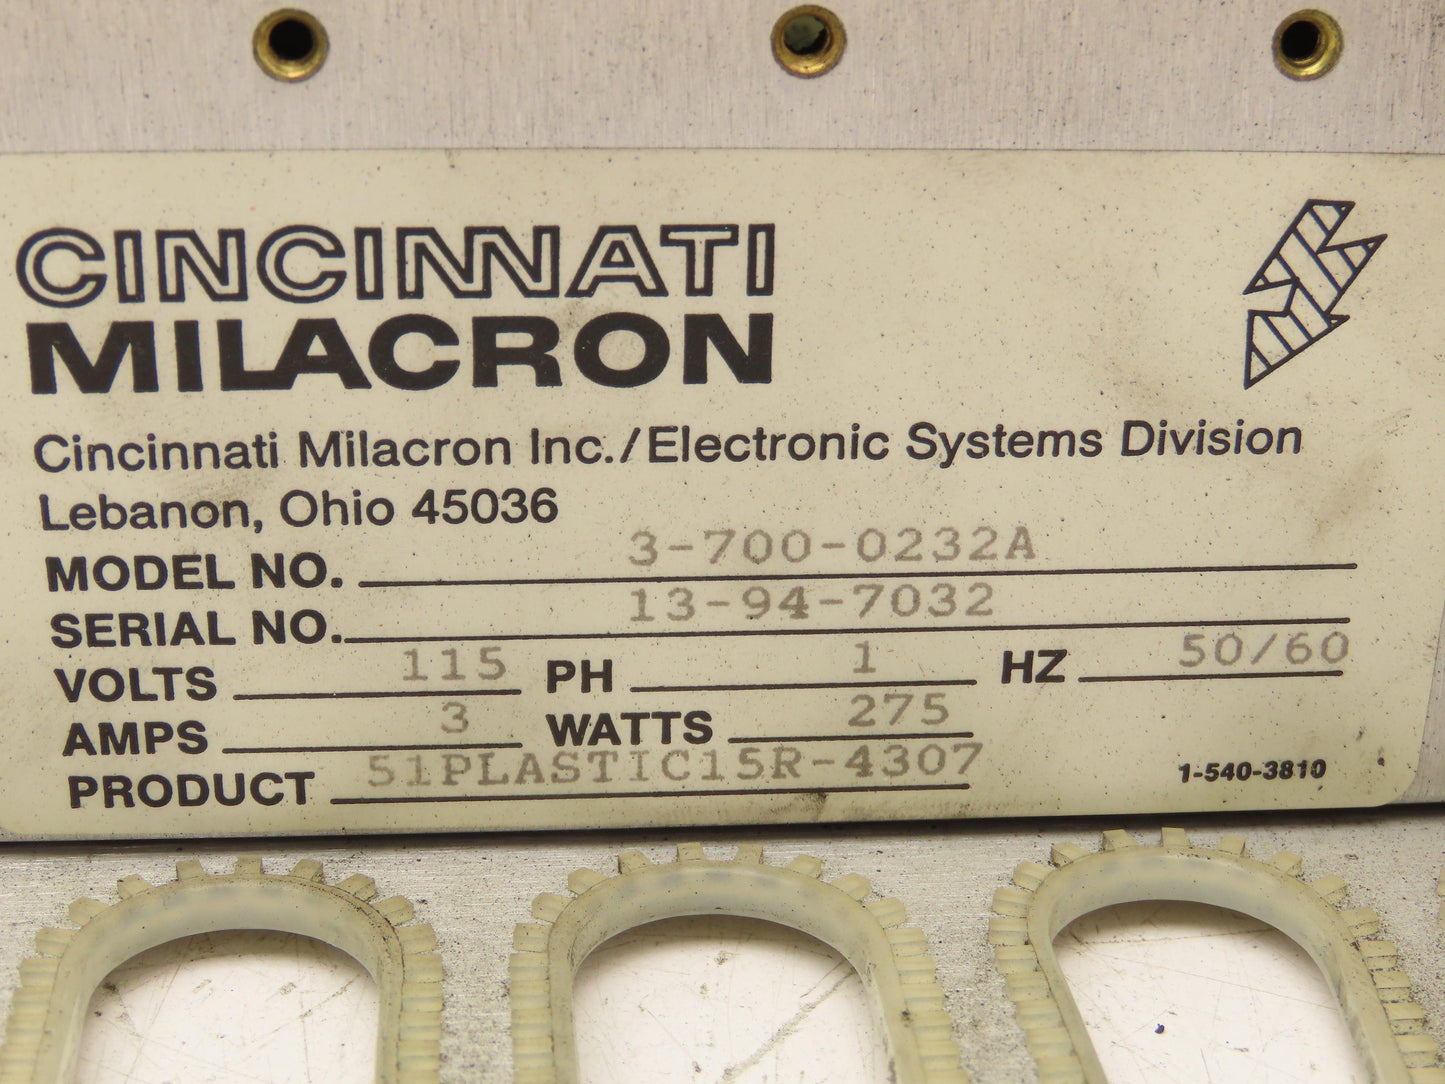 CINCINNATI
MILACRON
Cincinnati Milacron Inc./Electronic Systems Division
Lebanon, Ohio 45036
MODEL NO. 3-700-0232A
SERIAL NO. 13-94-7032
VOLTS 115 PH 1 HZ 50/60
AMPS 3 WATTS 275
PRODUCT 51PLASTIC15R-4307
1-540-3810